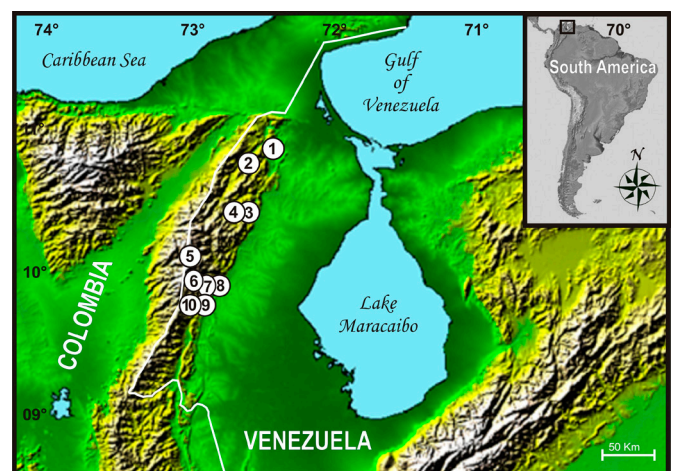 74° 73° 72° 71° 70°
Caribbean Sea
Gulf
of
Venezuela
South America
N
11°
1
2
4 3
5
10°
6 7 8
10 9
COLOMBIA
Lake
Maracaibo
09°
VENEZUELA
50 Km